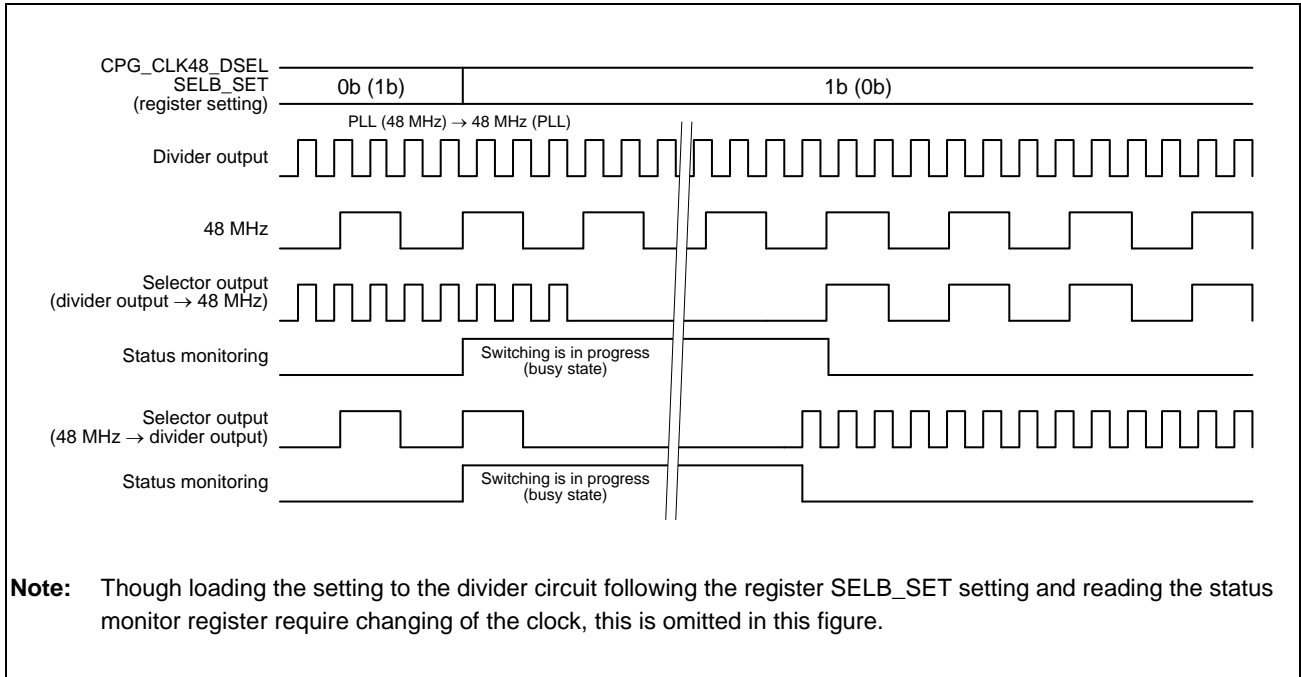 CPG_CLK48_DSEL
SELB_SET
(register setting)
0b (1b)
1b (0b)
PLL (48 MHz) → 48 MHz (PLL)
Divider output
48 MHz
Selector output
(divider output → 48 MHz)
Status monitoring
Switching is in progress
(busy state)
Selector output
(48 MHz → divider output)
Status monitoring
Switching is in progress
(busy state)
Note: Though loading the setting to the divider circuit following the register SELB_SET setting and reading the status
monitor register require changing of the clock, this is omitted in this figure.